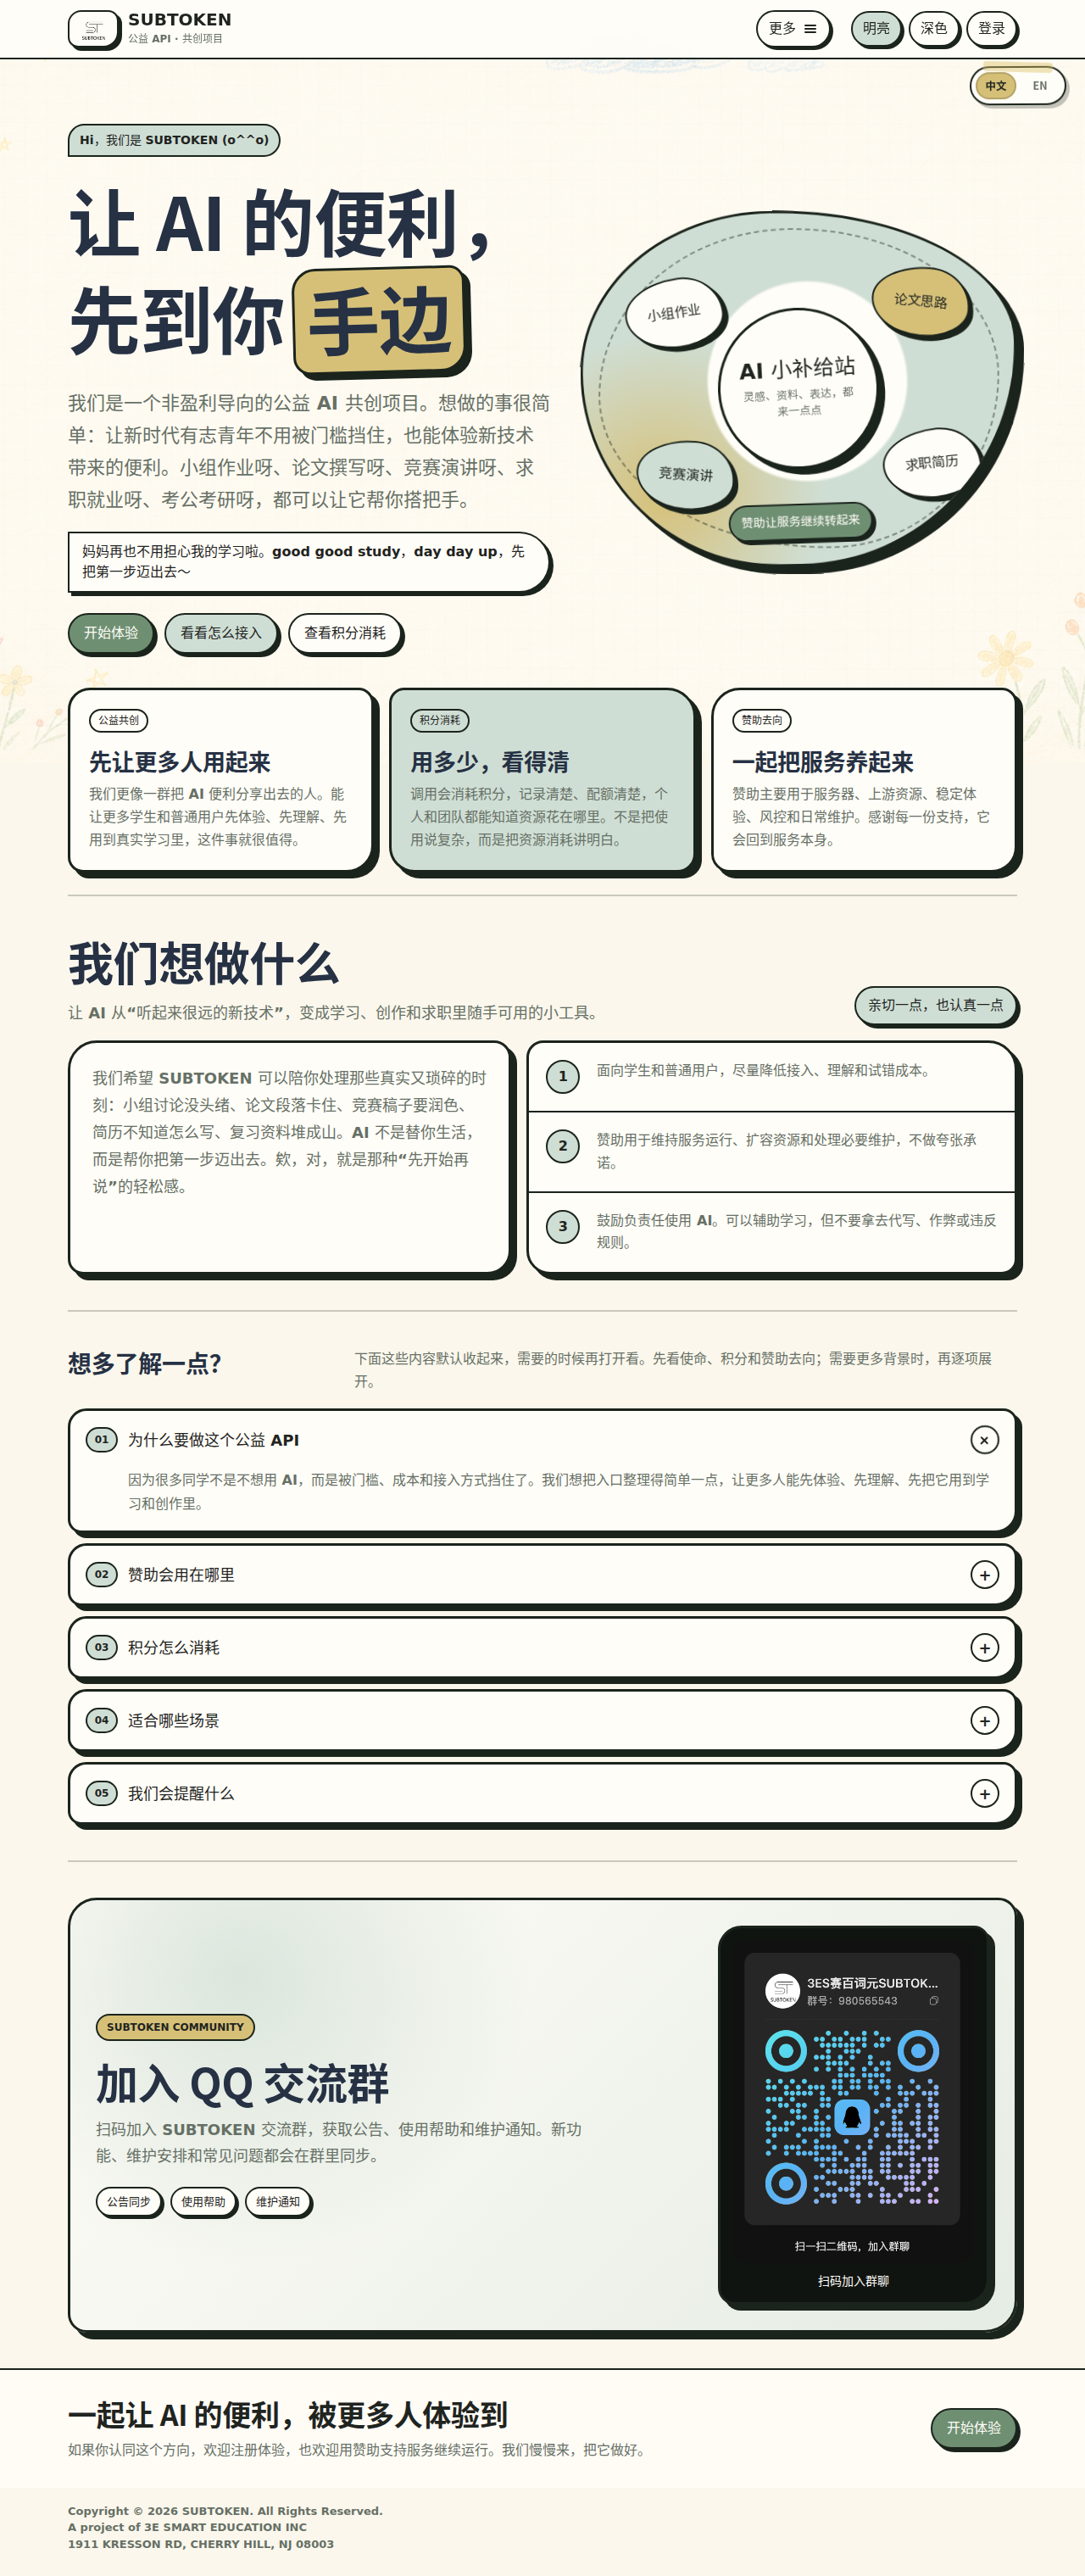 SUBTOKEN
SUBTOKEN
公益 API · 共创项目
更多
明亮
深色
登录
中文
EN
Hi，我们是 SUBTOKEN (o^^o)
让 AI 的便利，
先到你 手边
我们是一个非盈利导向的公益 AI 共创项目。想做的事很简
单：让新时代有志青年不用被门槛挡住，也能体验新技术
带来的便利。小组作业呀、论文撰写呀、竞赛演讲呀、求
职就业呀、考公考研呀，都可以让它帮你搭把手。
妈妈再也不用担心我的学习啦。good good study，day day up，先
把第一步迈出去～
开始体验
看看怎么接入
查看积分消耗
小组作业
论文思路
AI 小补给站
灵感、资料、表达，都
来一点点
竞赛演讲
求职简历
赞助让服务继续转起来
公益共创
先让更多人用起来
我们更像一群把 AI 便利分享出去的人。能
让更多学生和普通用户先体验、先理解、先
用到真实学习里，这件事就很值得。
积分消耗
用多少，看得清
调用会消耗积分，记录清楚、配额清楚，个
人和团队都能知道资源花在哪里。不是把使
用说复杂，而是把资源消耗讲明白。
赞助去向
一起把服务养起来
赞助主要用于服务器、上游资源、稳定体
验、风控和日常维护。感谢每一份支持，它
会回到服务本身。
我们想做什么
让 AI 从“听起来很远的新技术”，变成学习、创作和求职里随手可用的小工具。
亲切一点，也认真一点
我们希望 SUBTOKEN 可以陪你处理那些真实又琐碎的时
刻：小组讨论没头绪、论文段落卡住、竞赛稿子要润色、
简历不知道怎么写、复习资料堆成山。AI 不是替你生活，
而是帮你把第一步迈出去。欸，对，就是那种“先开始再
说”的轻松感。
1
面向学生和普通用户，尽量降低接入、理解和试错成本。
2
赞助用于维持服务运行、扩容资源和处理必要维护，不做夸张承
诺。
3
鼓励负责任使用 AI。可以辅助学习，但不要拿去代写、作弊或违反
规则。
想多了解一点？
下面这些内容默认收起来，需要的时候再打开看。先看使命、积分和赞助去向；需要更多背景时，再逐项展
开。
01 为什么要做这个公益 API
因为很多同学不是不想用 AI，而是被门槛、成本和接入方式挡住了。我们想把入口整理得简单一点，让更多人能先体验、先理解、先把它用到学
习和创作里。
02 赞助会用在哪里
03 积分怎么消耗
04 适合哪些场景
05 我们会提醒什么
SUBTOKEN COMMUNITY
加入 QQ 交流群
扫码加入 SUBTOKEN 交流群，获取公告、使用帮助和维护通知。新功
能、维护安排和常见问题都会在群里同步。
公告同步
使用帮助
维护通知
SUBTOKEN
3ES赛百词元SUBTOK...
群号：980565543
扫一扫二维码，加入群聊
扫码加入群聊
一起让 AI 的便利，被更多人体验到
如果你认同这个方向，欢迎注册体验，也欢迎用赞助支持服务继续运行。我们慢慢来，把它做好。
开始体验
Copyright © 2026 SUBTOKEN. All Rights Reserved.
A project of 3E SMART EDUCATION INC
1911 KRESSON RD, CHERRY HILL, NJ 08003